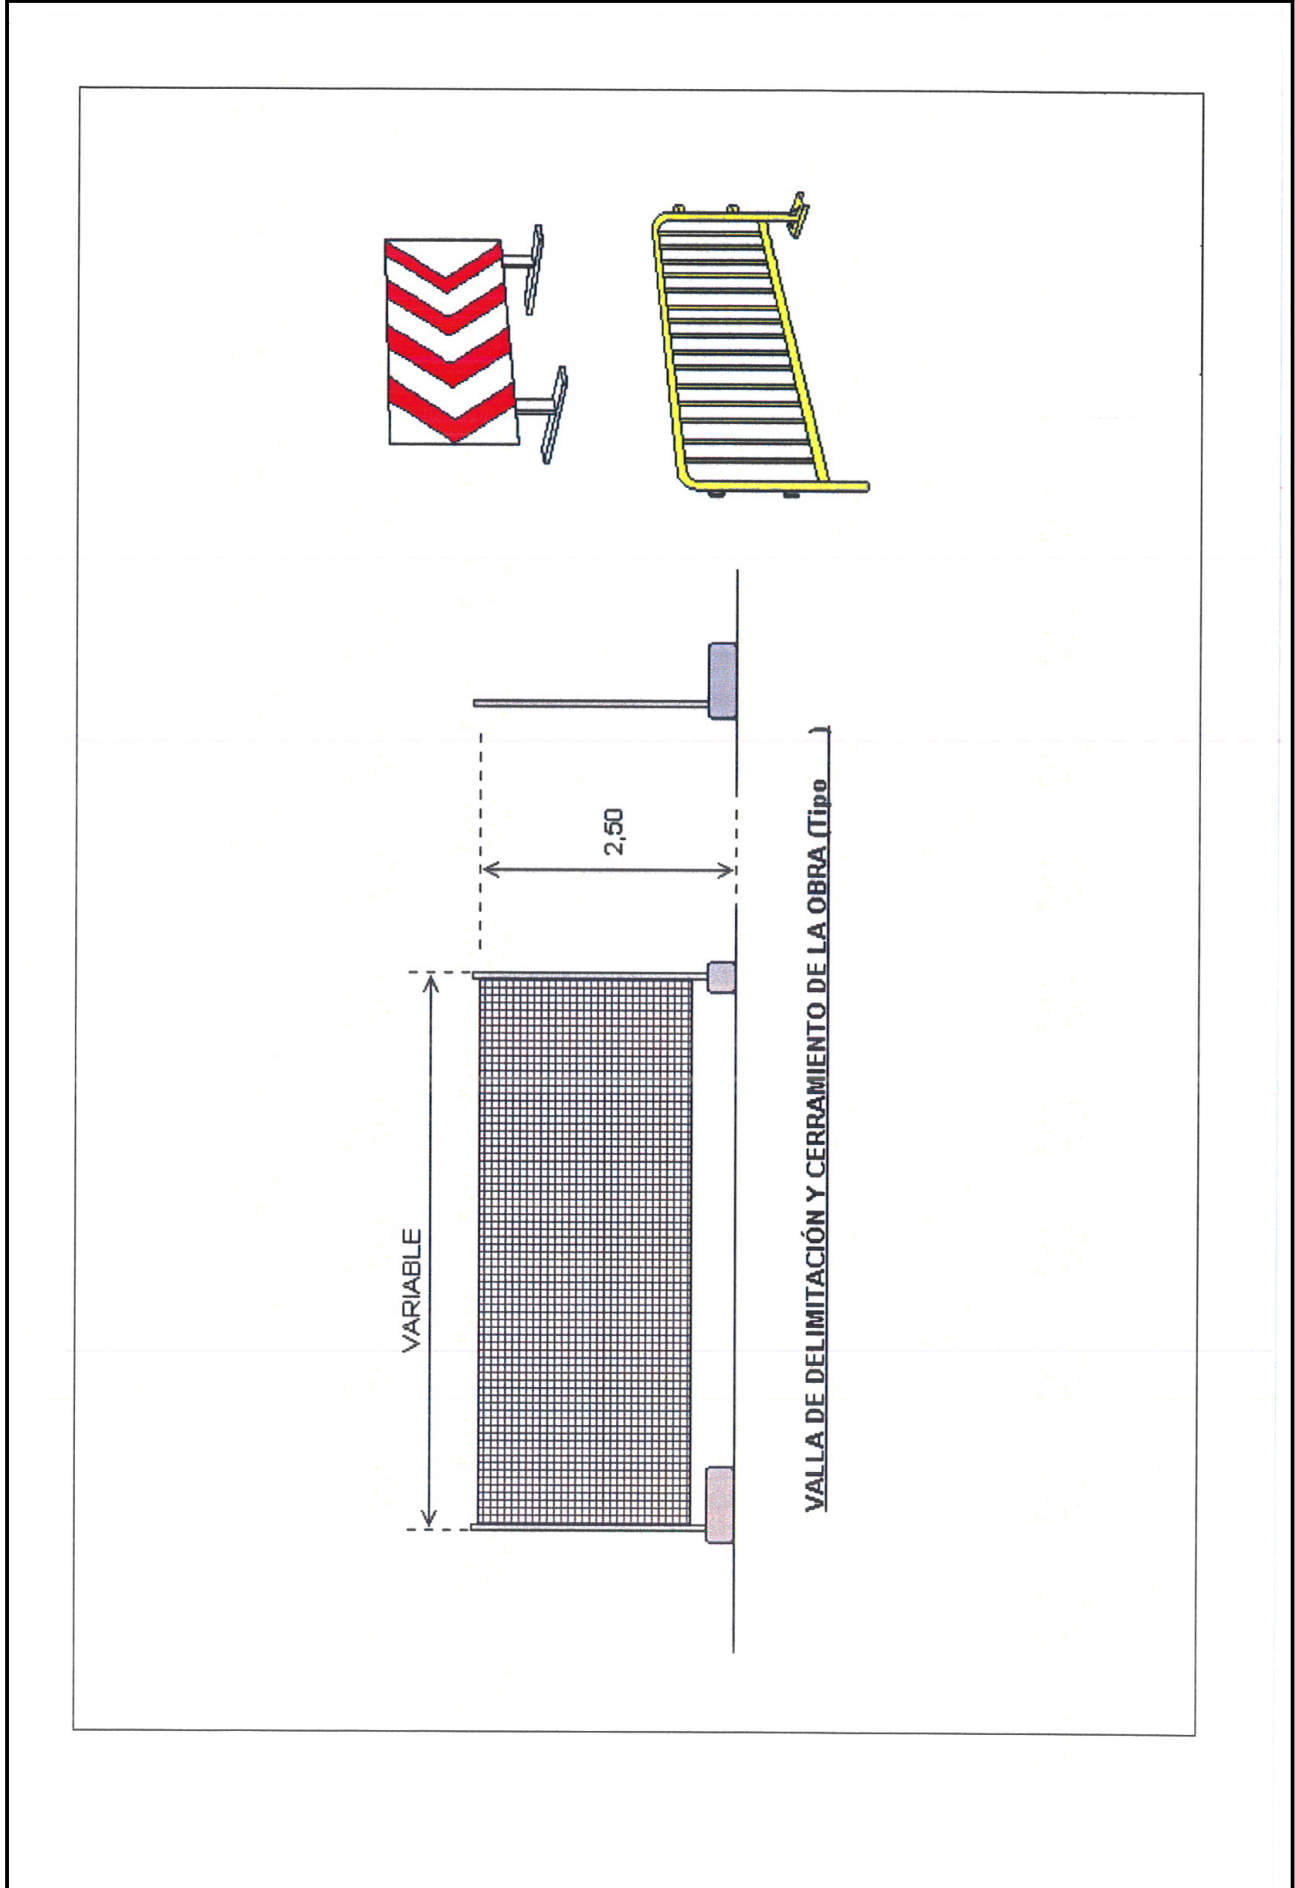 VARIABLE
2,50
VALLA DE DELIMITACIÓN Y CERRAMIENTO DE LA OBRA (Tipo )